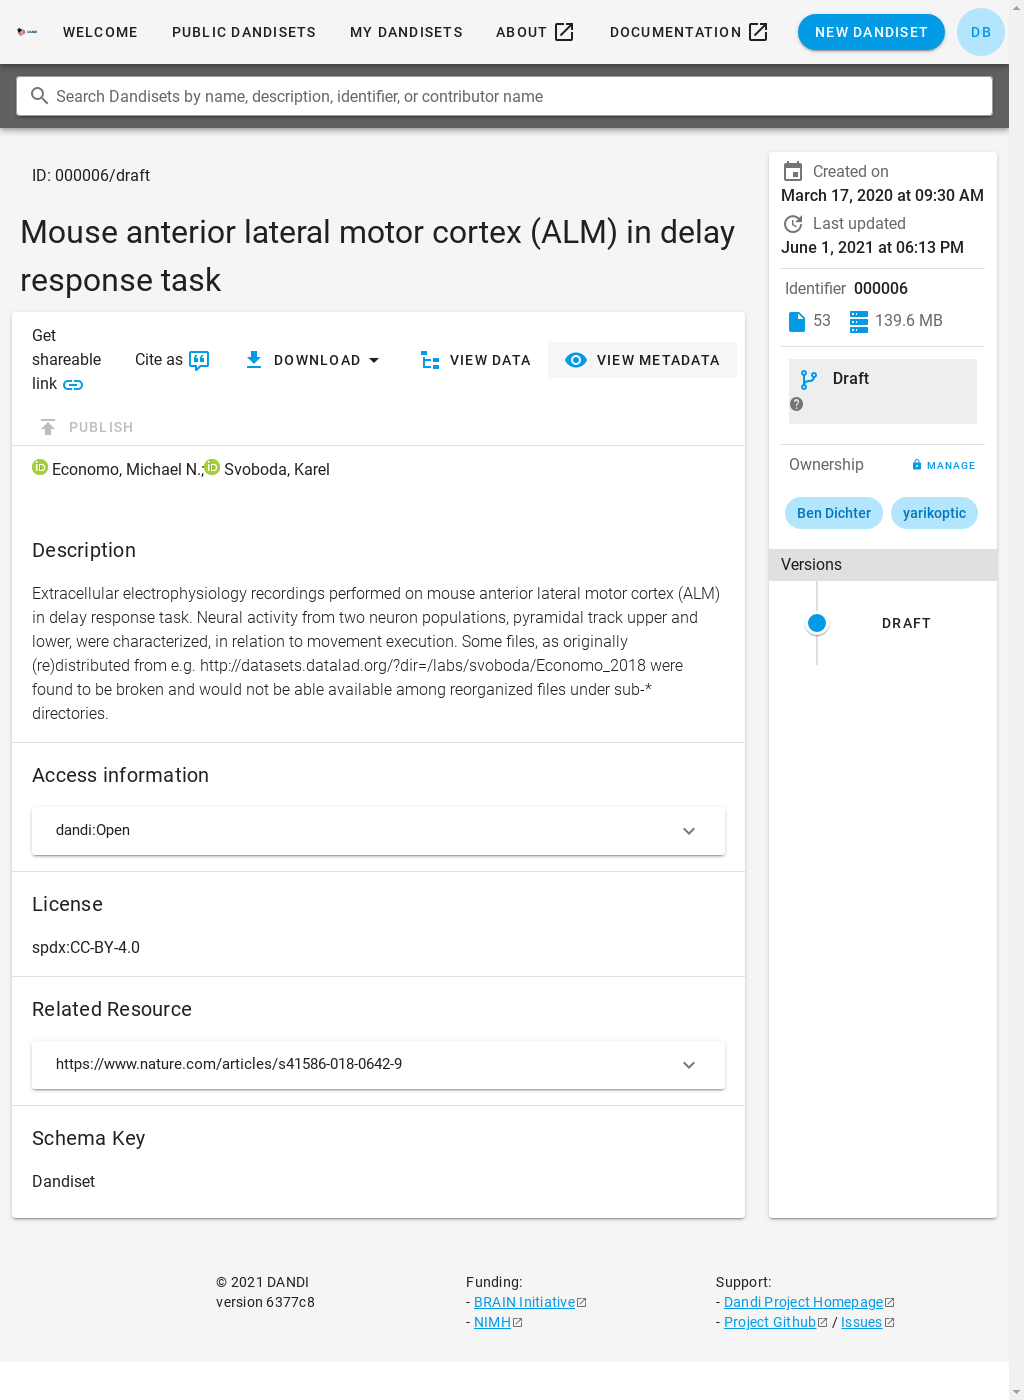 WELCOME
PUBLIC DANDISETS
MY DANDISETS
ABOUT
DOCUMENTATION
NEW DANDISET
DB
Search Dandisets by name, description, identifier, or contributor name
ID: 000006/draft
Mouse anterior lateral motor cortex (ALM) in delay
response task
Get
shareable
link
Cite as
DOWNLOAD
VIEW DATA
VIEW METADATA
PUBLISH
Economo, Michael N.; Svoboda, Karel
Description
Extracellular electrophysiology recordings performed on mouse anterior lateral motor cortex (ALM)
in delay response task. Neural activity from two neuron populations, pyramidal track upper and
lower, were characterized, in relation to movement execution. Some files, as originally
(re)distributed from e.g. http://datasets.datalad.org/?dir=/labs/svoboda/Economo_2018 were
found to be broken and would not be able available among reorganized files under sub-*
directories.
Access information
dandi:Open
License
spdx:CC-BY-4.0
Related Resource
https://www.nature.com/articles/s41586-018-0642-9
Schema Key
Dandiset
Created on
March 17, 2020 at 09:30 AM
Last updated
June 1, 2021 at 06:13 PM
Identifier 000006
53 139.6 MB
Draft
Ownership
MANAGE
Ben Dichter
yarikoptic
Versions
DRAFT
© 2021 DANDI
version 6377c8
Funding:
- BRAIN Initiative
- NIMH
Support:
- Dandi Project Homepage
- Project Github / Issues